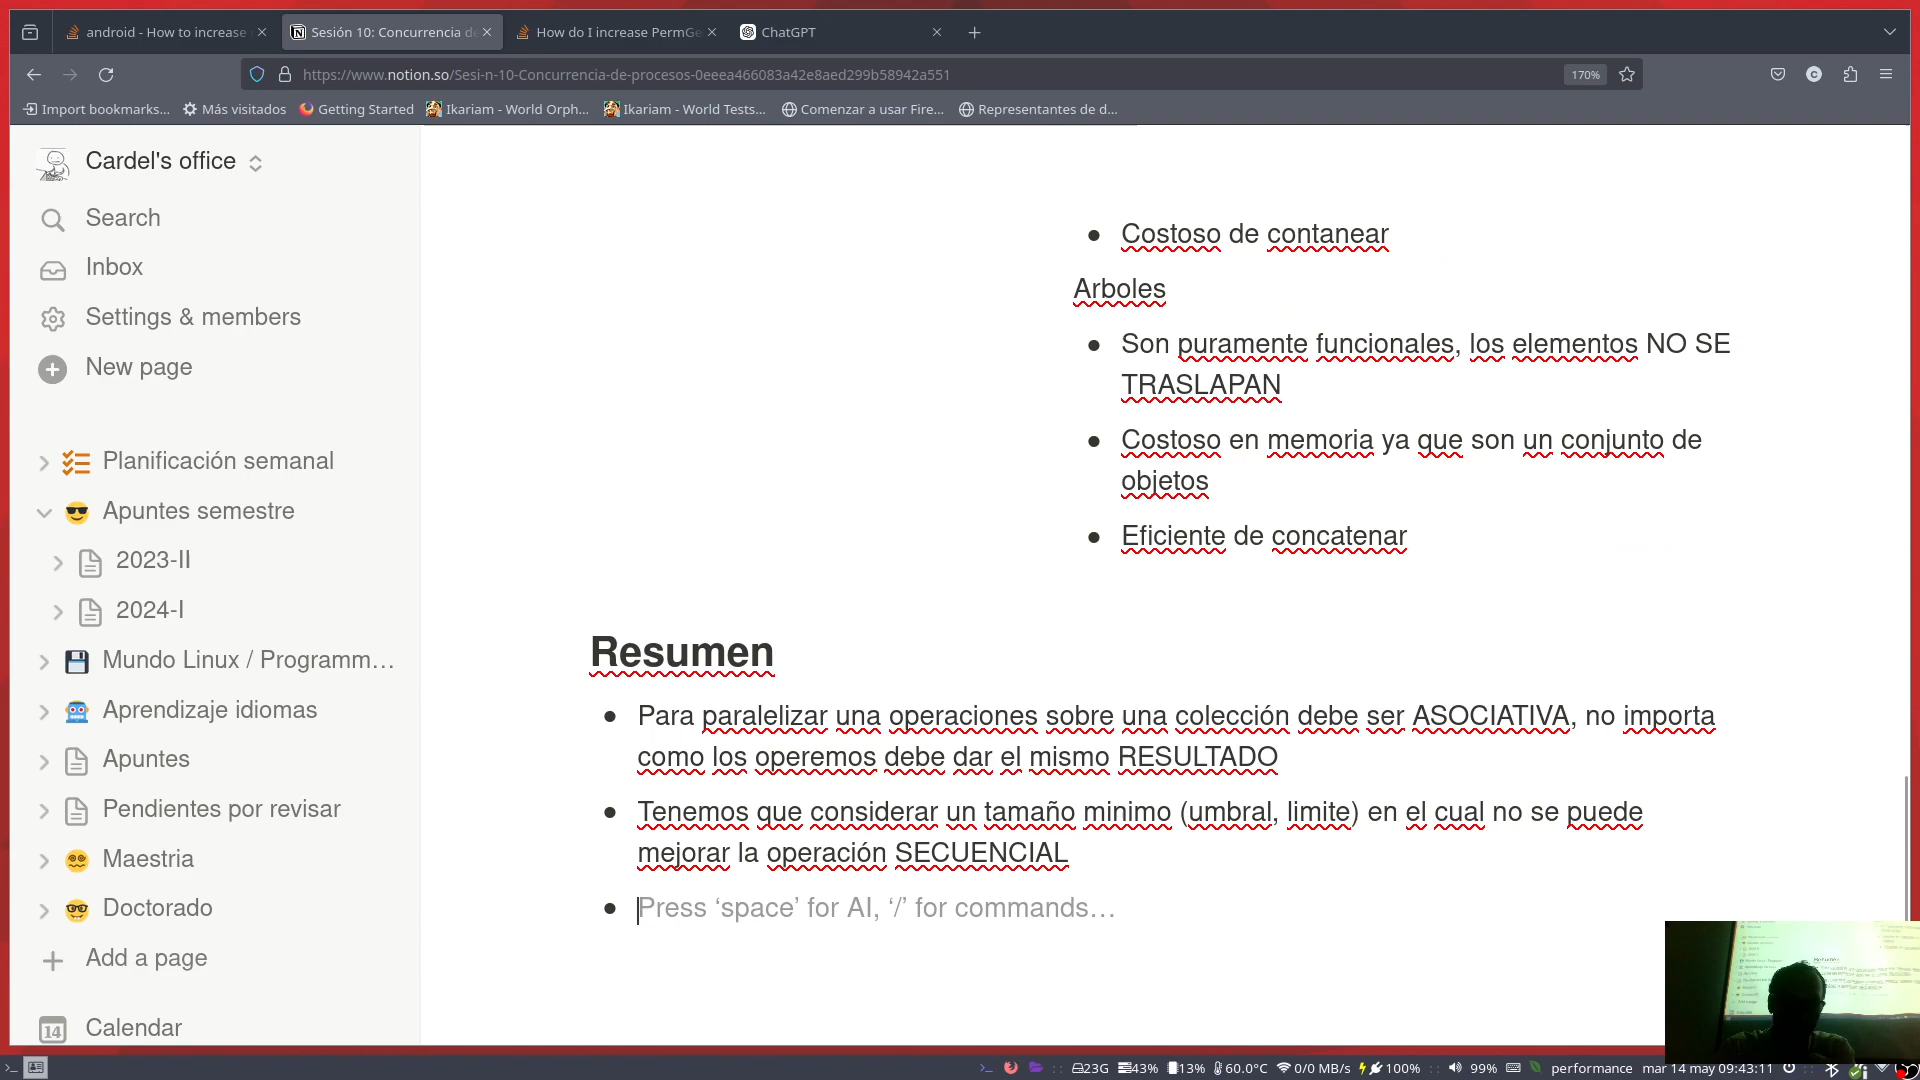 android - How to increase
Sesión 10: Concurrencia de
How do I increase PermGe
ChatGPT
https://www.notion.so/Sesi-n-10-Concurrencia-de-procesos-0eeea466083a42e8aed299b58942a551
170%
Import bookmarks...
Más visitados
Getting Started
Ikariam - World Orph...
Ikariam - World Tests...
Comenzar a usar Fire...
Representantes de d...
Cardel's office
Search
Inbox
Settings & members
New page
Planificación semanal
Apuntes semestre
2023-II
2024-I
Mundo Linux / Programm...
Aprendizaje idiomas
Apuntes
Pendientes por revisar
Maestria
Doctorado
Add a page
14 Calendar
Costoso de contanear
Arboles
Son puramente funcionales, los elementos NO SE
TRASLAPAN
Costoso en memoria ya que son un conjunto de
objetos
Eficiente de concatenar
Resumen
Para paralelizar una operaciones sobre una colección debe ser ASOCIATIVA, no importa
como los operemos debe dar el mismo RESULTADO
Tenemos que considerar un tamaño minimo (umbral, limite) en el cual no se puede
mejorar la operación SECUENCIAL
Press ‘space’ for AI, ‘/’ for commands...
23G 43% 13% 60.0°C 0/0 MB/s 100% 99% performance mar 14 may 09:43:11